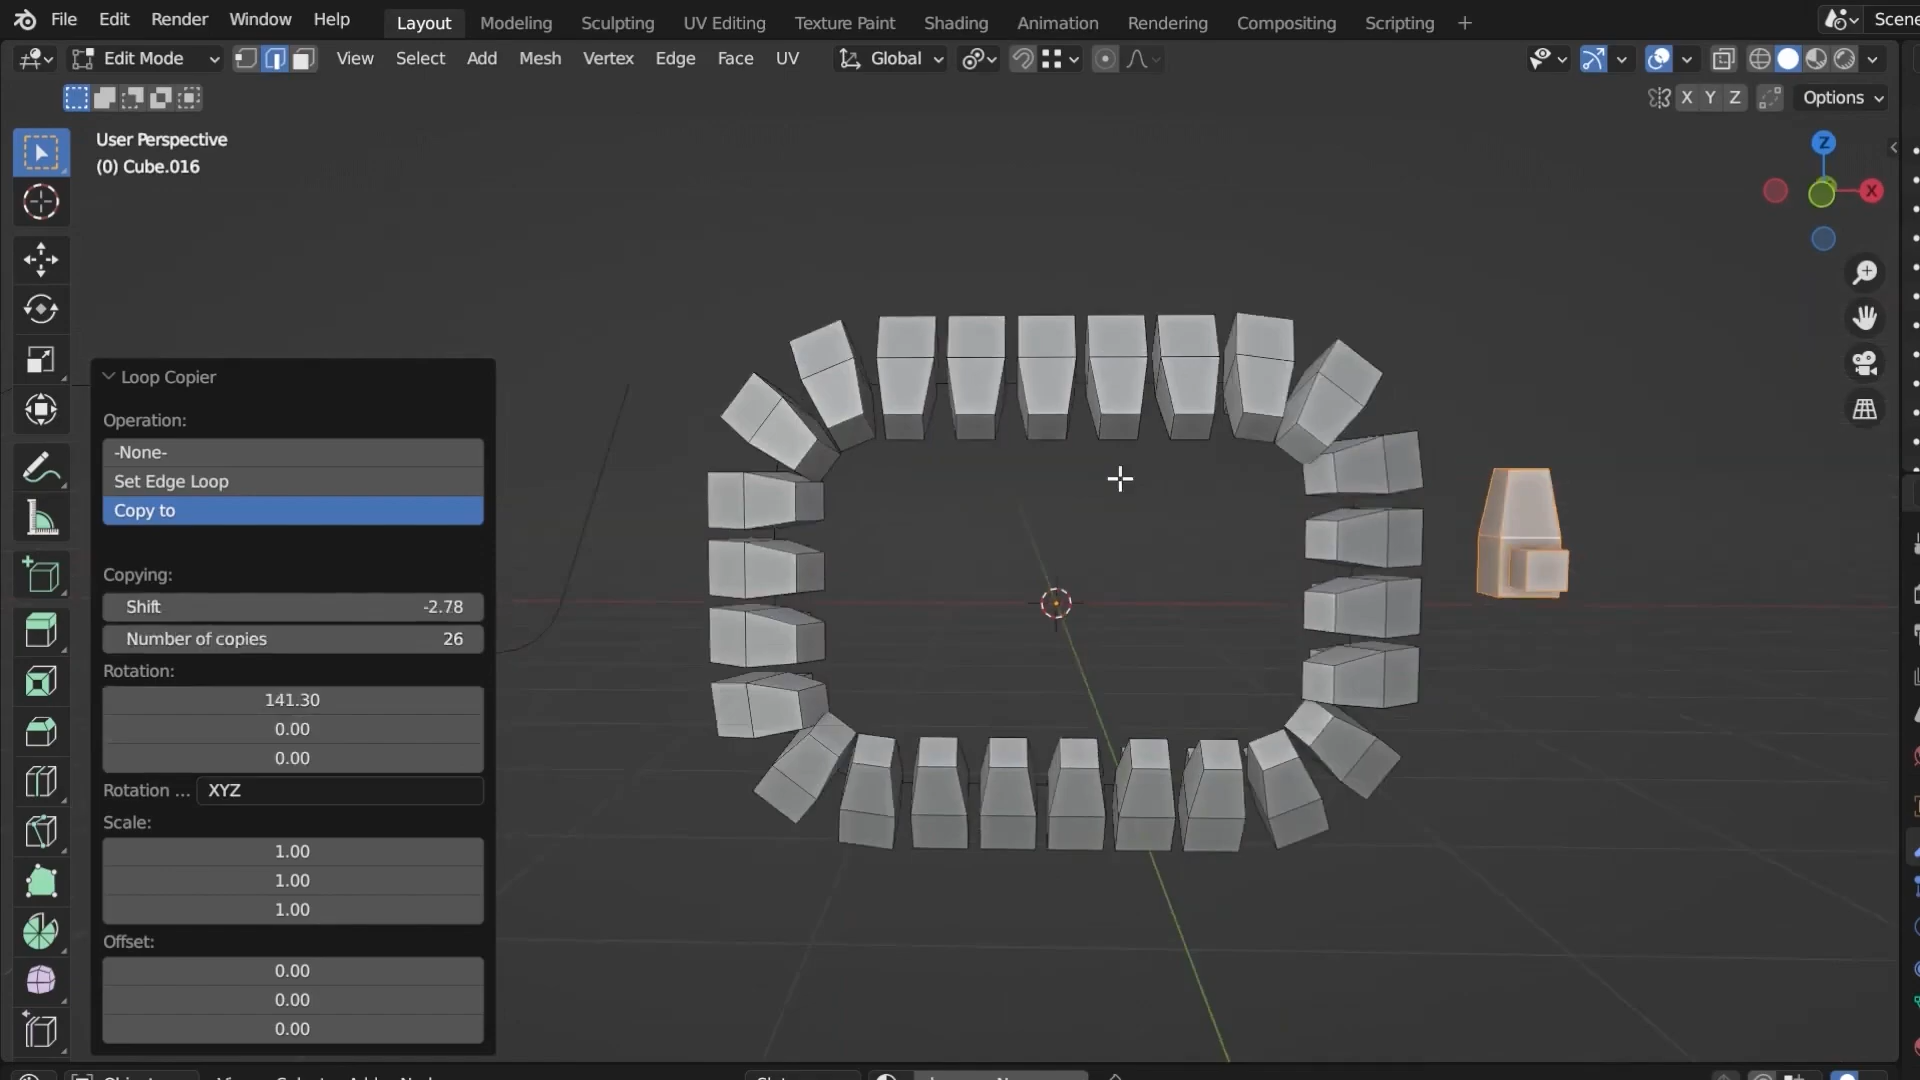 File Edit Render Window Help Layout Modeling Sculpting UV Editing Texture Paint Shading Animation Rendering Compositing Scripting + Scene
Edit Mode View Select Add Mesh Vertex Edge Face UV Global
X Y Z Options
User Perspective
(0) Cube.016
Z
X
Loop Copier
Operation:
-None-
Set Edge Loop
Copy to
Copying:
Shift -2.78
Number of copies 26
Rotation:
141.30
0.00
0.00
Rotation ... XYZ
Scale:
1.00
1.00
1.00
Offset:
0.00
0.00
0.00